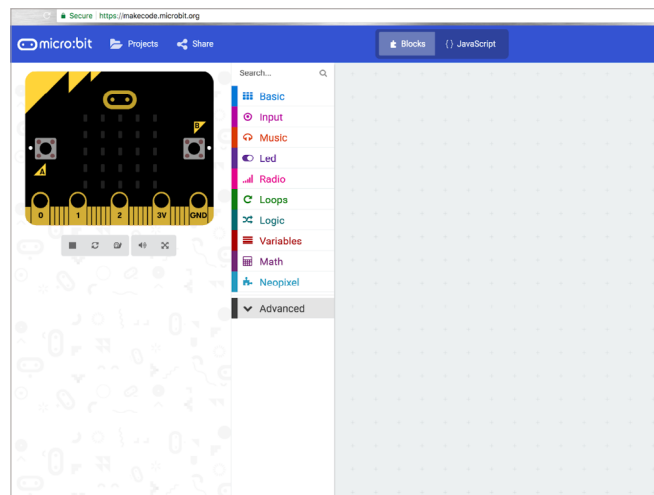 Secure https://makecode.microbit.org
micro:bit Projects Share Blocks {} JavaScript
Search...
Basic
Input
Music
Led
Radio
Loops
Logic
Variables
Math
Neopixel
Advanced
B
A
0 1 2 3V GND